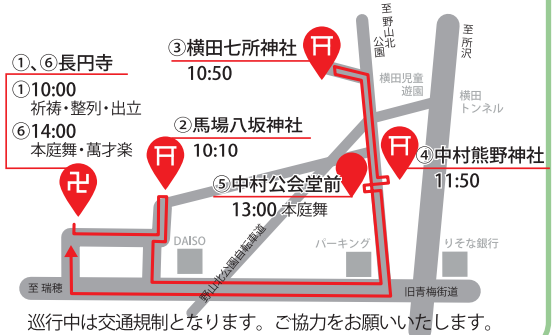 至野山北公園
至所沢
③横田七所神社
10:50
①、⑥長円寺
①10:00
祈祷・整列・出立
⑥14:00
本庭舞・萬才楽
横田児童遊園
横田トンネル
②馬場八坂神社
10:10
④中村熊野神社
11:50
⑤中村公会堂前
13:00 本庭舞
卍
DAISO
野山北公園自転車道
パーキング
りそな銀行
至 瑞穂
旧青梅街道
巡行中は交通規制となります。ご協力をお願いいたします。